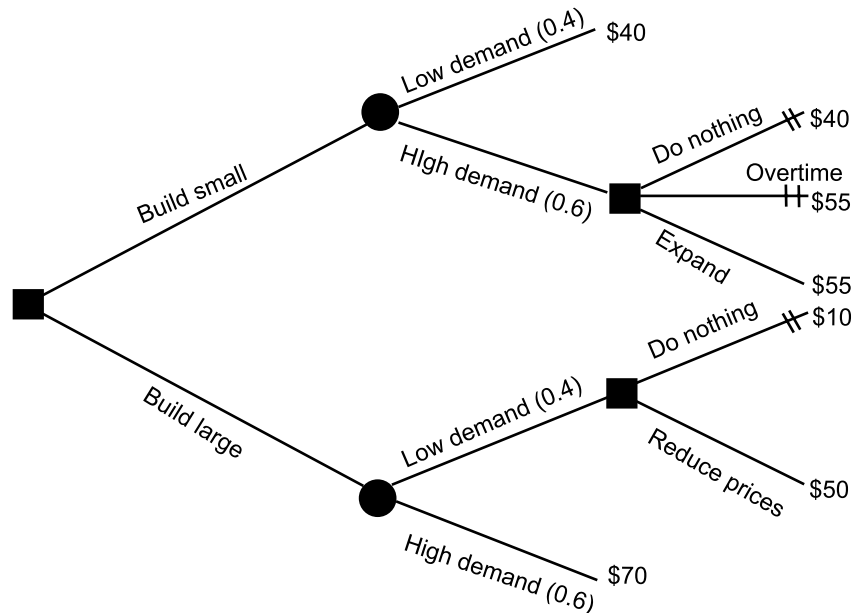 Low demand (0.4)
$40
Build small
HIgh demand (0.6)
Do nothing
$40
Overtime
$55
Expand
$55
Build large
Low demand (0.4)
Do nothing
$10
Reduce prices
$50
High demand (0.6)
$70